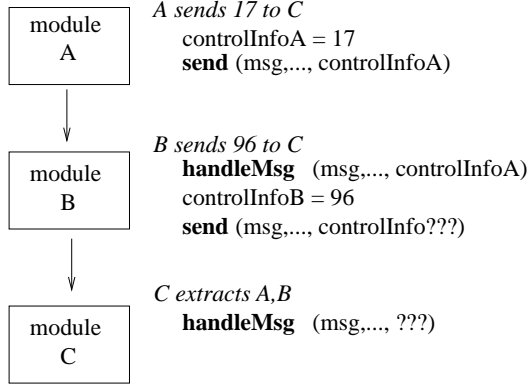 module
A
A sends 17 to C
controlInfoA = 17
send (msg,..., controlInfoA)
module
B
B sends 96 to C
handleMsg (msg,..., controlInfoA)
controlInfoB = 96
send (msg,..., controlInfo???)
module
C
C extracts A,B
handleMsg (msg,..., ???)